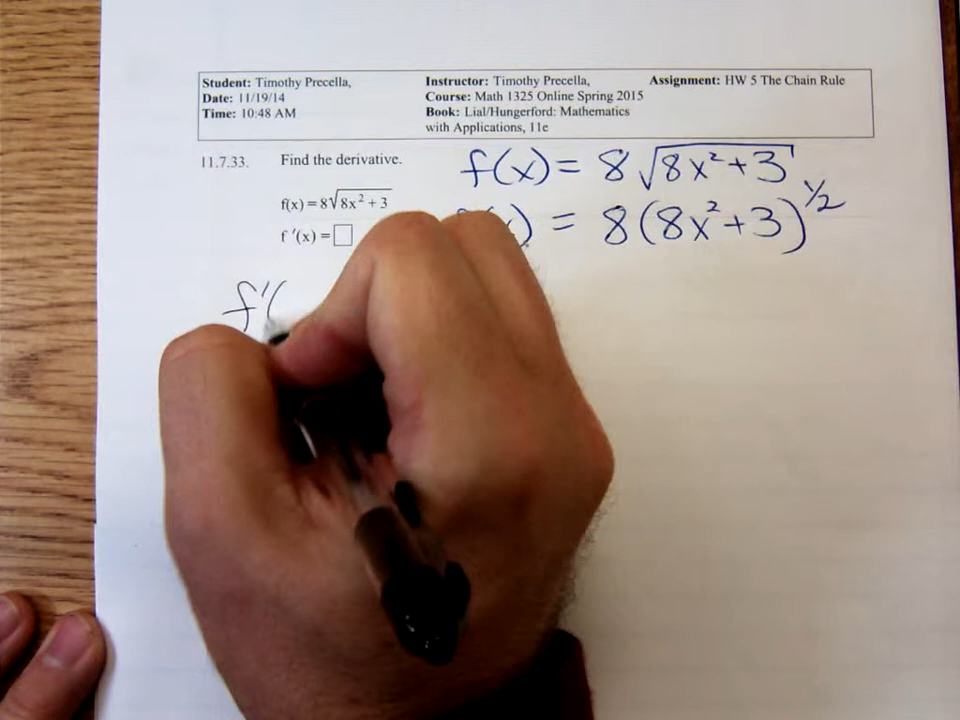 Student: Timothy Precella,
Date: 11/19/14
Time: 10:48 AM
Instructor: Timothy Precella,
Course: Math 1325 Online Spring 2015
Book: Lial/Hungerford: Mathematics
with Applications, 11e
Assignment: HW 5 The Chain Rule
11.7.33. Find the derivative.
f(x) = 8√(8x² + 3)
f '(x) = □
f(x) = 8√(8x² + 3)
) = 8(8x² + 3)^½
f'(